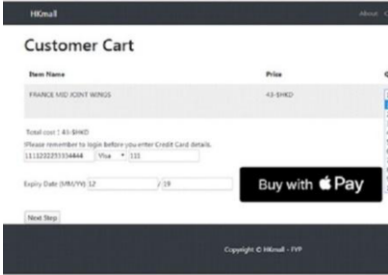 HKmall About
Customer Cart
Item Name Price
FRANCE MID JOINT WINGS 43-$HKD
Total cost : 43-$HKD
Please remember to login before you enter Credit Card details.
1111222233334444 Visa 111
Expiry Date (MM/YY) 12 / 19
Buy with Pay
Next Step
Copyright © HKmall - FYP